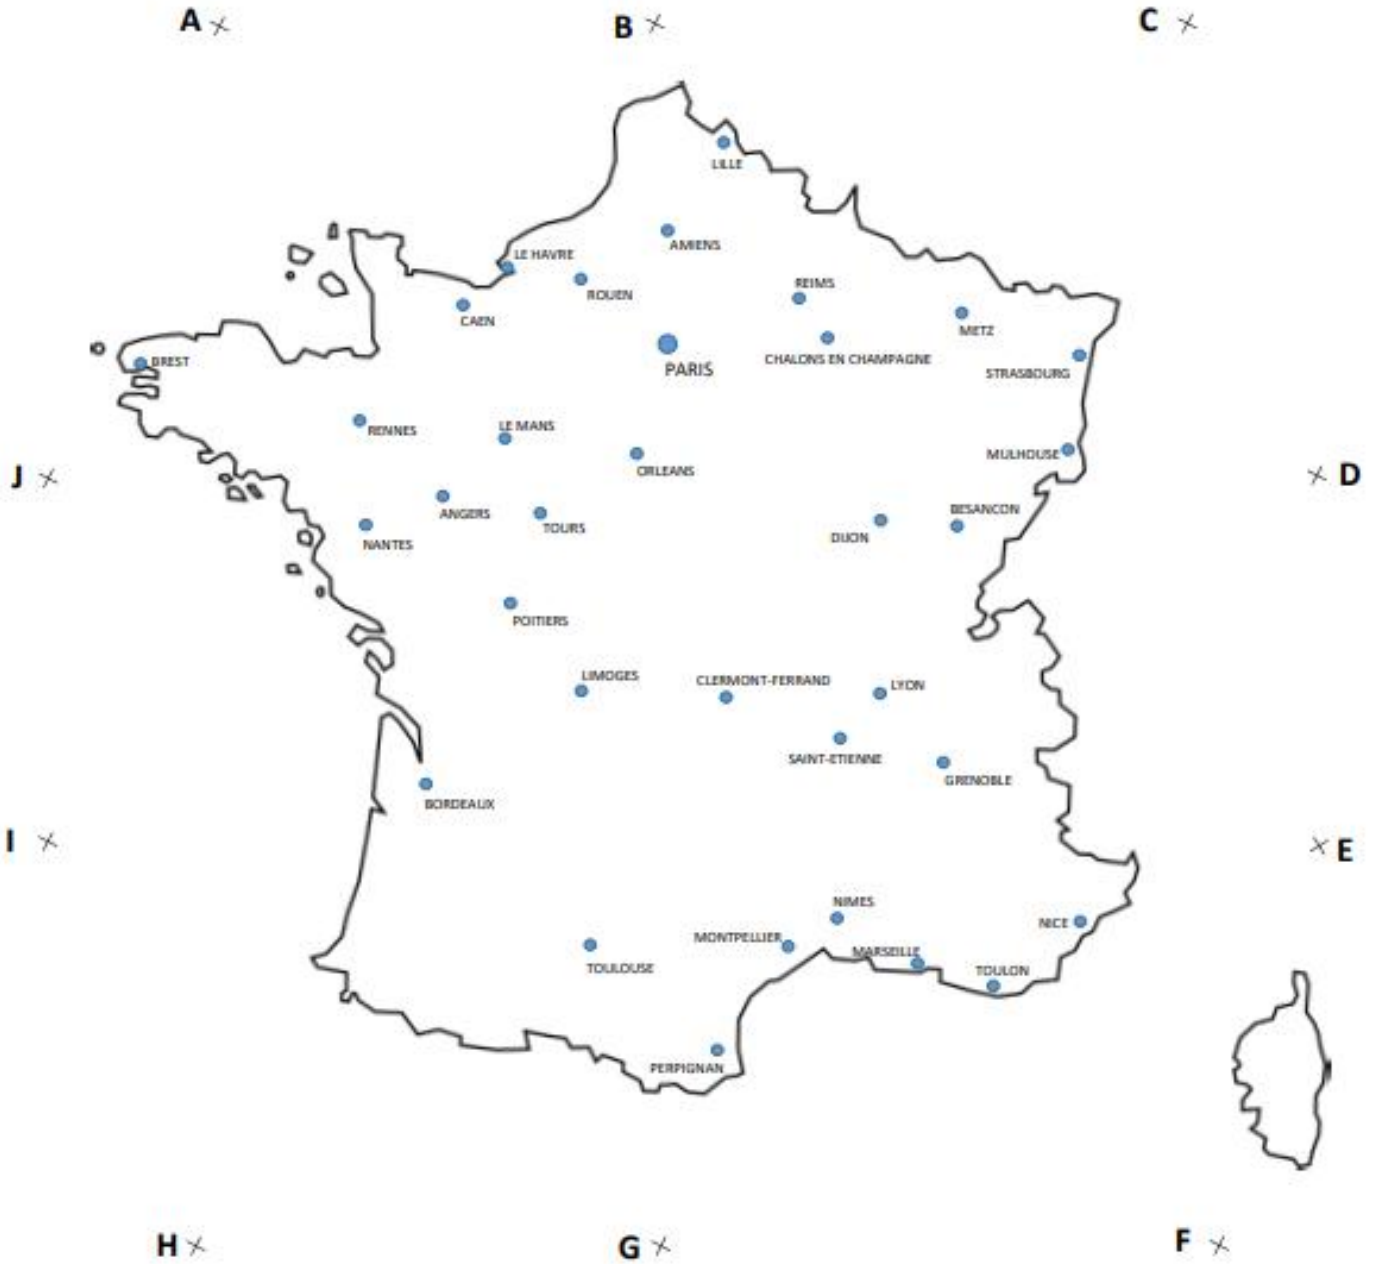 A
B
C
LILLE
AMIENS
LE HAVRE
ROUEN
REIMS
CAEN
METZ
CHALONS EN CHAMPAGNE
BREST
PARIS
STRASBOURG
RENNES
LE MANS
MULHOUSE
ORLEANS
J
D
ANGERS
BESANCON
TOURS
DIJON
NANTES
POITIERS
LIMOGES
CLERMONT-FERRAND
LYON
SAINT-ETIENNE
GRENOBLE
BORDEAUX
I
E
NIMES
NICE
MONTPELLIER
MARSEILLE
TOULOUSE
TOULON
PERPIGNAN
H
G
F